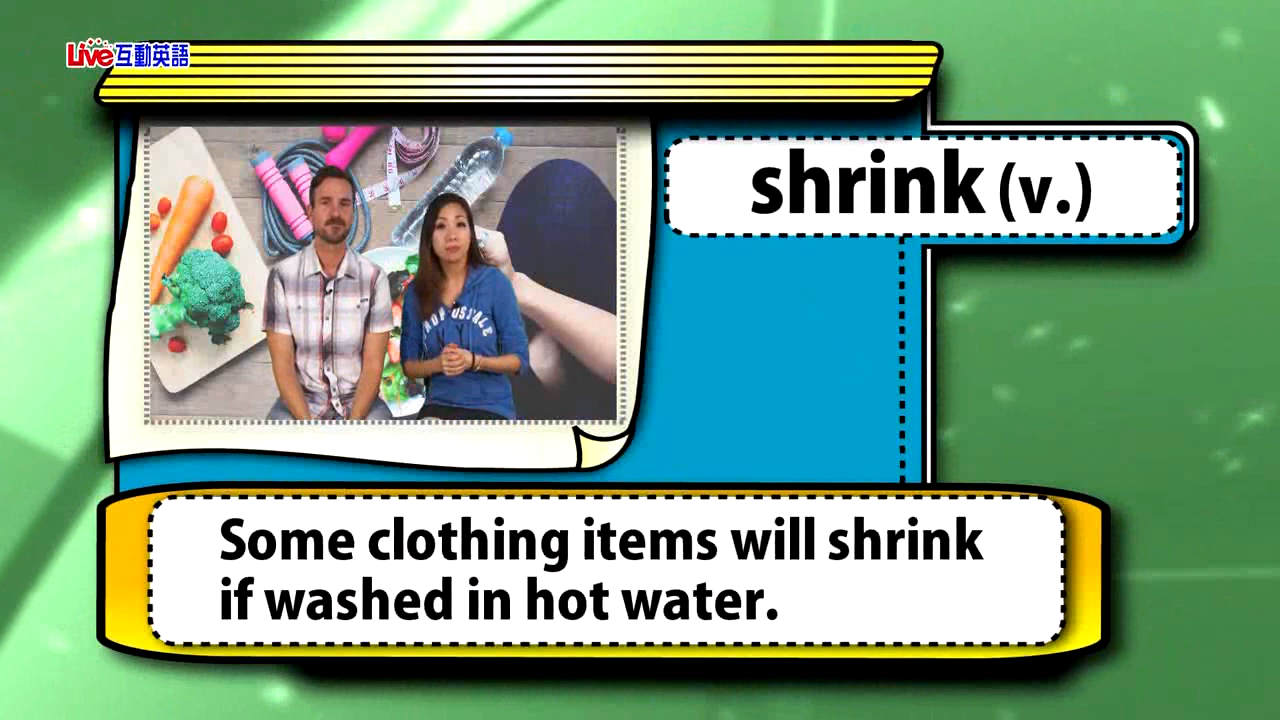 Live互動英語
shrink (v.)
Some clothing items will shrink
if washed in hot water.